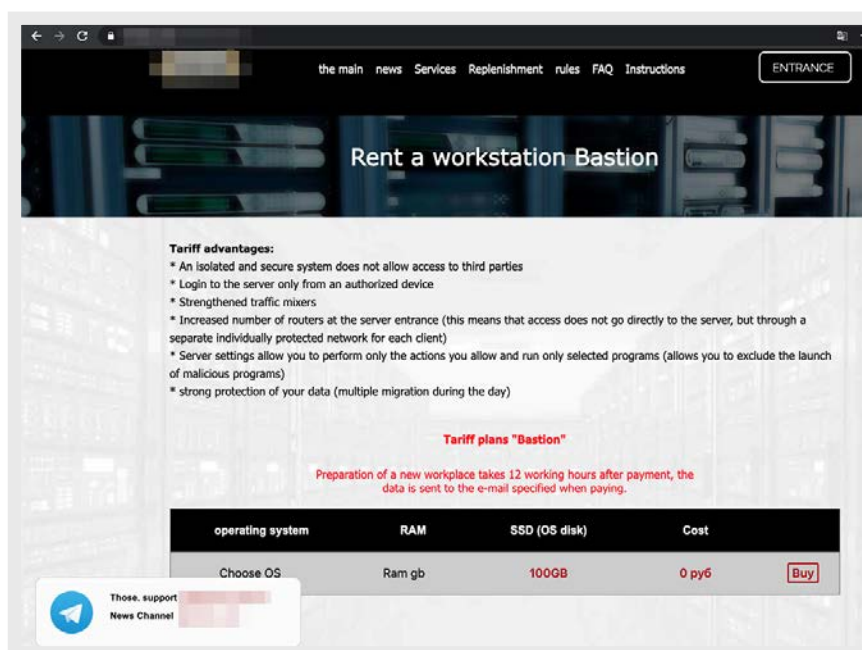 the main news Services Replenishment rules FAQ Instructions ENTRANCE
Rent a workstation Bastion
Tariff advantages:
* An isolated and secure system does not allow access to third parties
* Login to the server only from an authorized device
* Strengthened traffic mixers
* Increased number of routers at the server entrance (this means that access does not go directly to the server, but through a
separate individually protected network for each client)
* Server settings allow you to perform only the actions you allow and run only selected programs (allows you to exclude the launch
of malicious programs)
* strong protection of your data (multiple migration during the day)
Tariff plans "Bastion"
Preparation of a new workplace takes 12 working hours after payment, the
data is sent to the e-mail specified when paying.
operating system RAM SSD (OS disk) Cost
Choose OS Ram gb 100GB 0 руб Buy
Those. support
News Channel